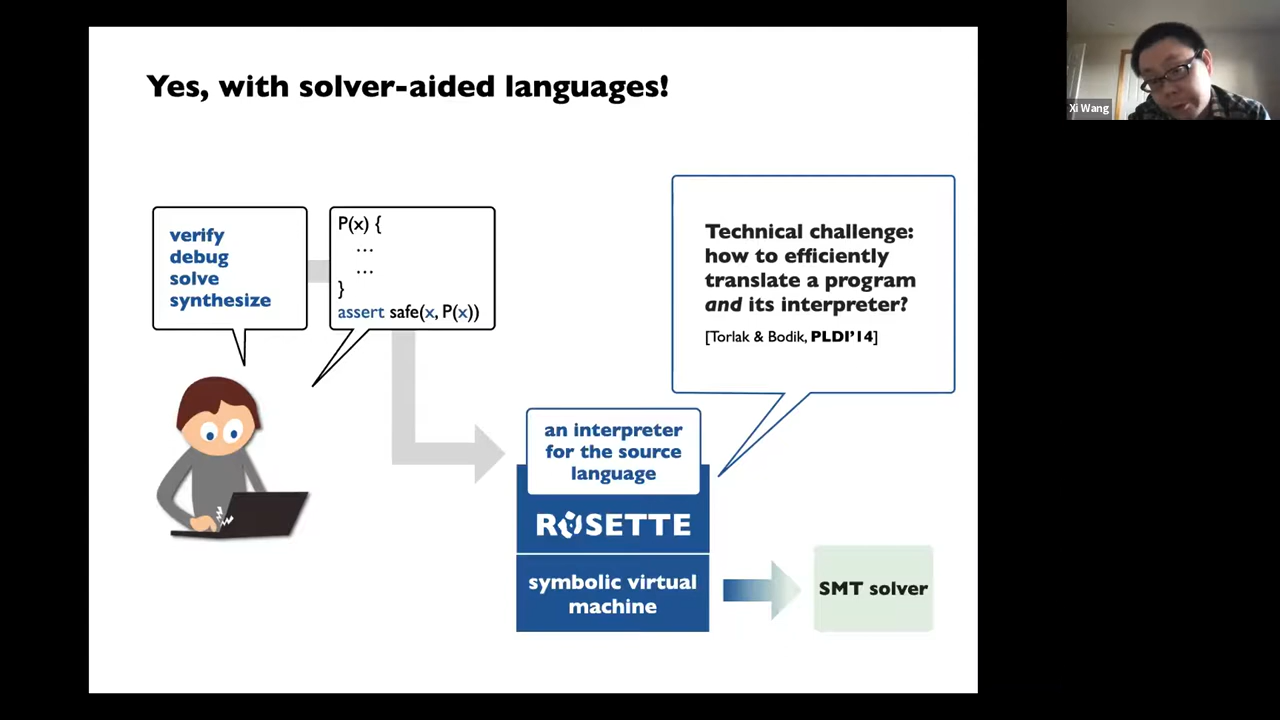 Yes, with solver-aided languages!
Xi Wang
verify
debug
solve
synthesize
P(x) {
…
…
}
assert safe(x, P(x))
Technical challenge:
how to efficiently
translate a program
and its interpreter?
[Torlak & Bodik, PLDI’14]
an interpreter
for the source
language
ROSETTE
symbolic virtual
machine
SMT solver